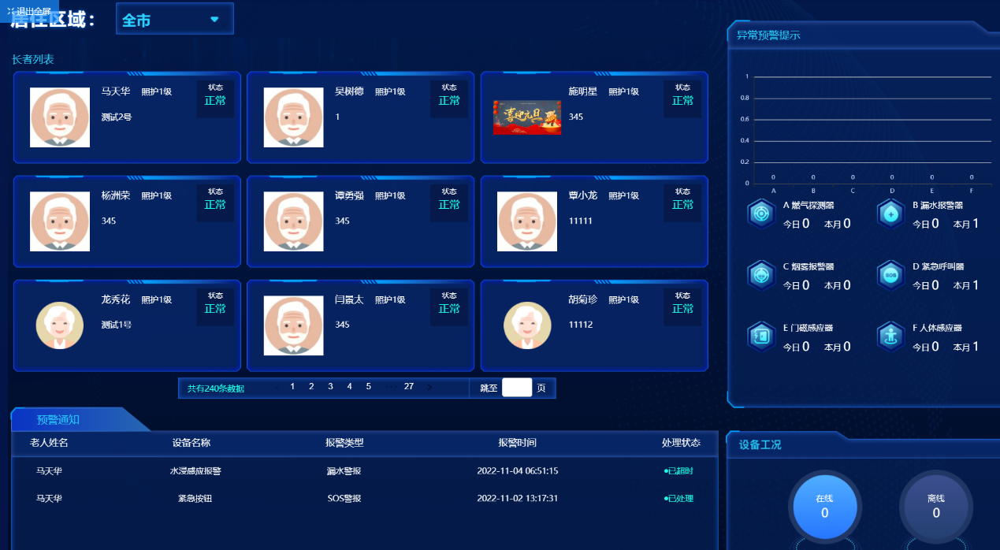 退出全屏
居住区域：
全市
长者列表
马天华 照护1级
状态
正常
测试2号
吴树德 照护1级
状态
正常
1
施明星 照护1级
状态
正常
345
喜迎元旦
杨洲荣 照护1级
状态
正常
345
谭勇强 照护1级
状态
正常
345
覃小龙 照护1级
状态
正常
11111
龙秀花 照护1级
状态
正常
测试1号
闫景太 照护1级
状态
正常
345
胡菊珍 照护1级
状态
正常
11112
共有240条数据 1 2 3 4 5 ··· 27 > 跳至 页
预警通知
老人姓名 设备名称 报警类型 报警时间 处理状态
马天华 水浸感应报警 漏水警报 2022-11-04 06:51:15 •已超时
马天华 紧急按钮 SOS警报 2022-11-02 13:17:31 •已处理
异常预警提示
1
0.8
0.6
0.4
0.2
0
0 0 0 0 0 0
A B C D E F
A 燃气探测器
今日0 本月0
B 漏水报警器
今日0 本月1
C 烟雾报警器
今日0 本月0
D 紧急呼叫器
今日0 本月1
SOS
E 门磁感应器
今日0 本月0
F 人体感应器
今日0 本月1
设备工况
在线
0
离线
0